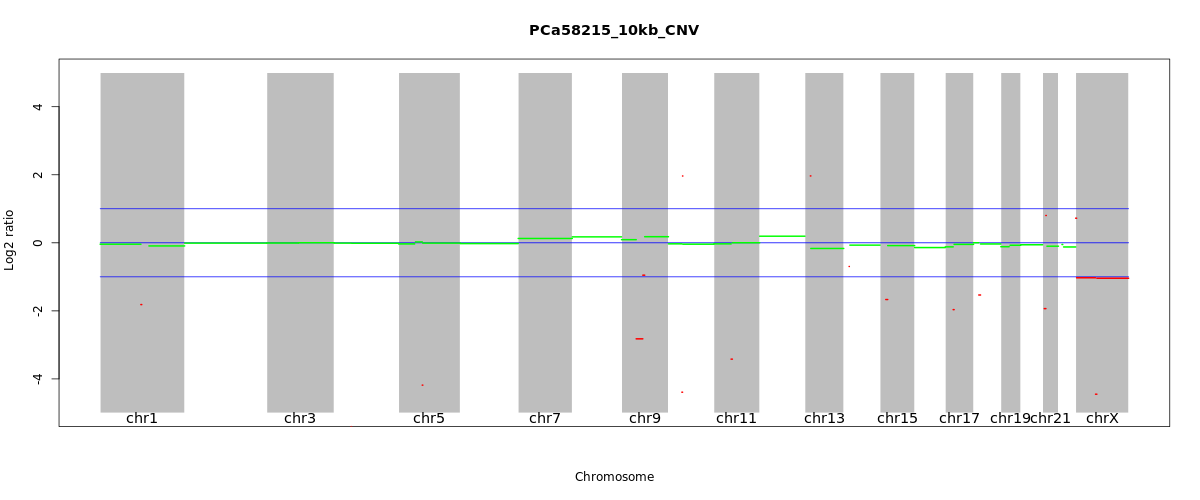 PCa58215_10kb_CNV
Log2 ratio
4
2
0
-2
-4
chr1 chr3 chr5 chr7 chr9 chr11 chr13 chr15 chr17 chr19 chr21 chrX
Chromosome